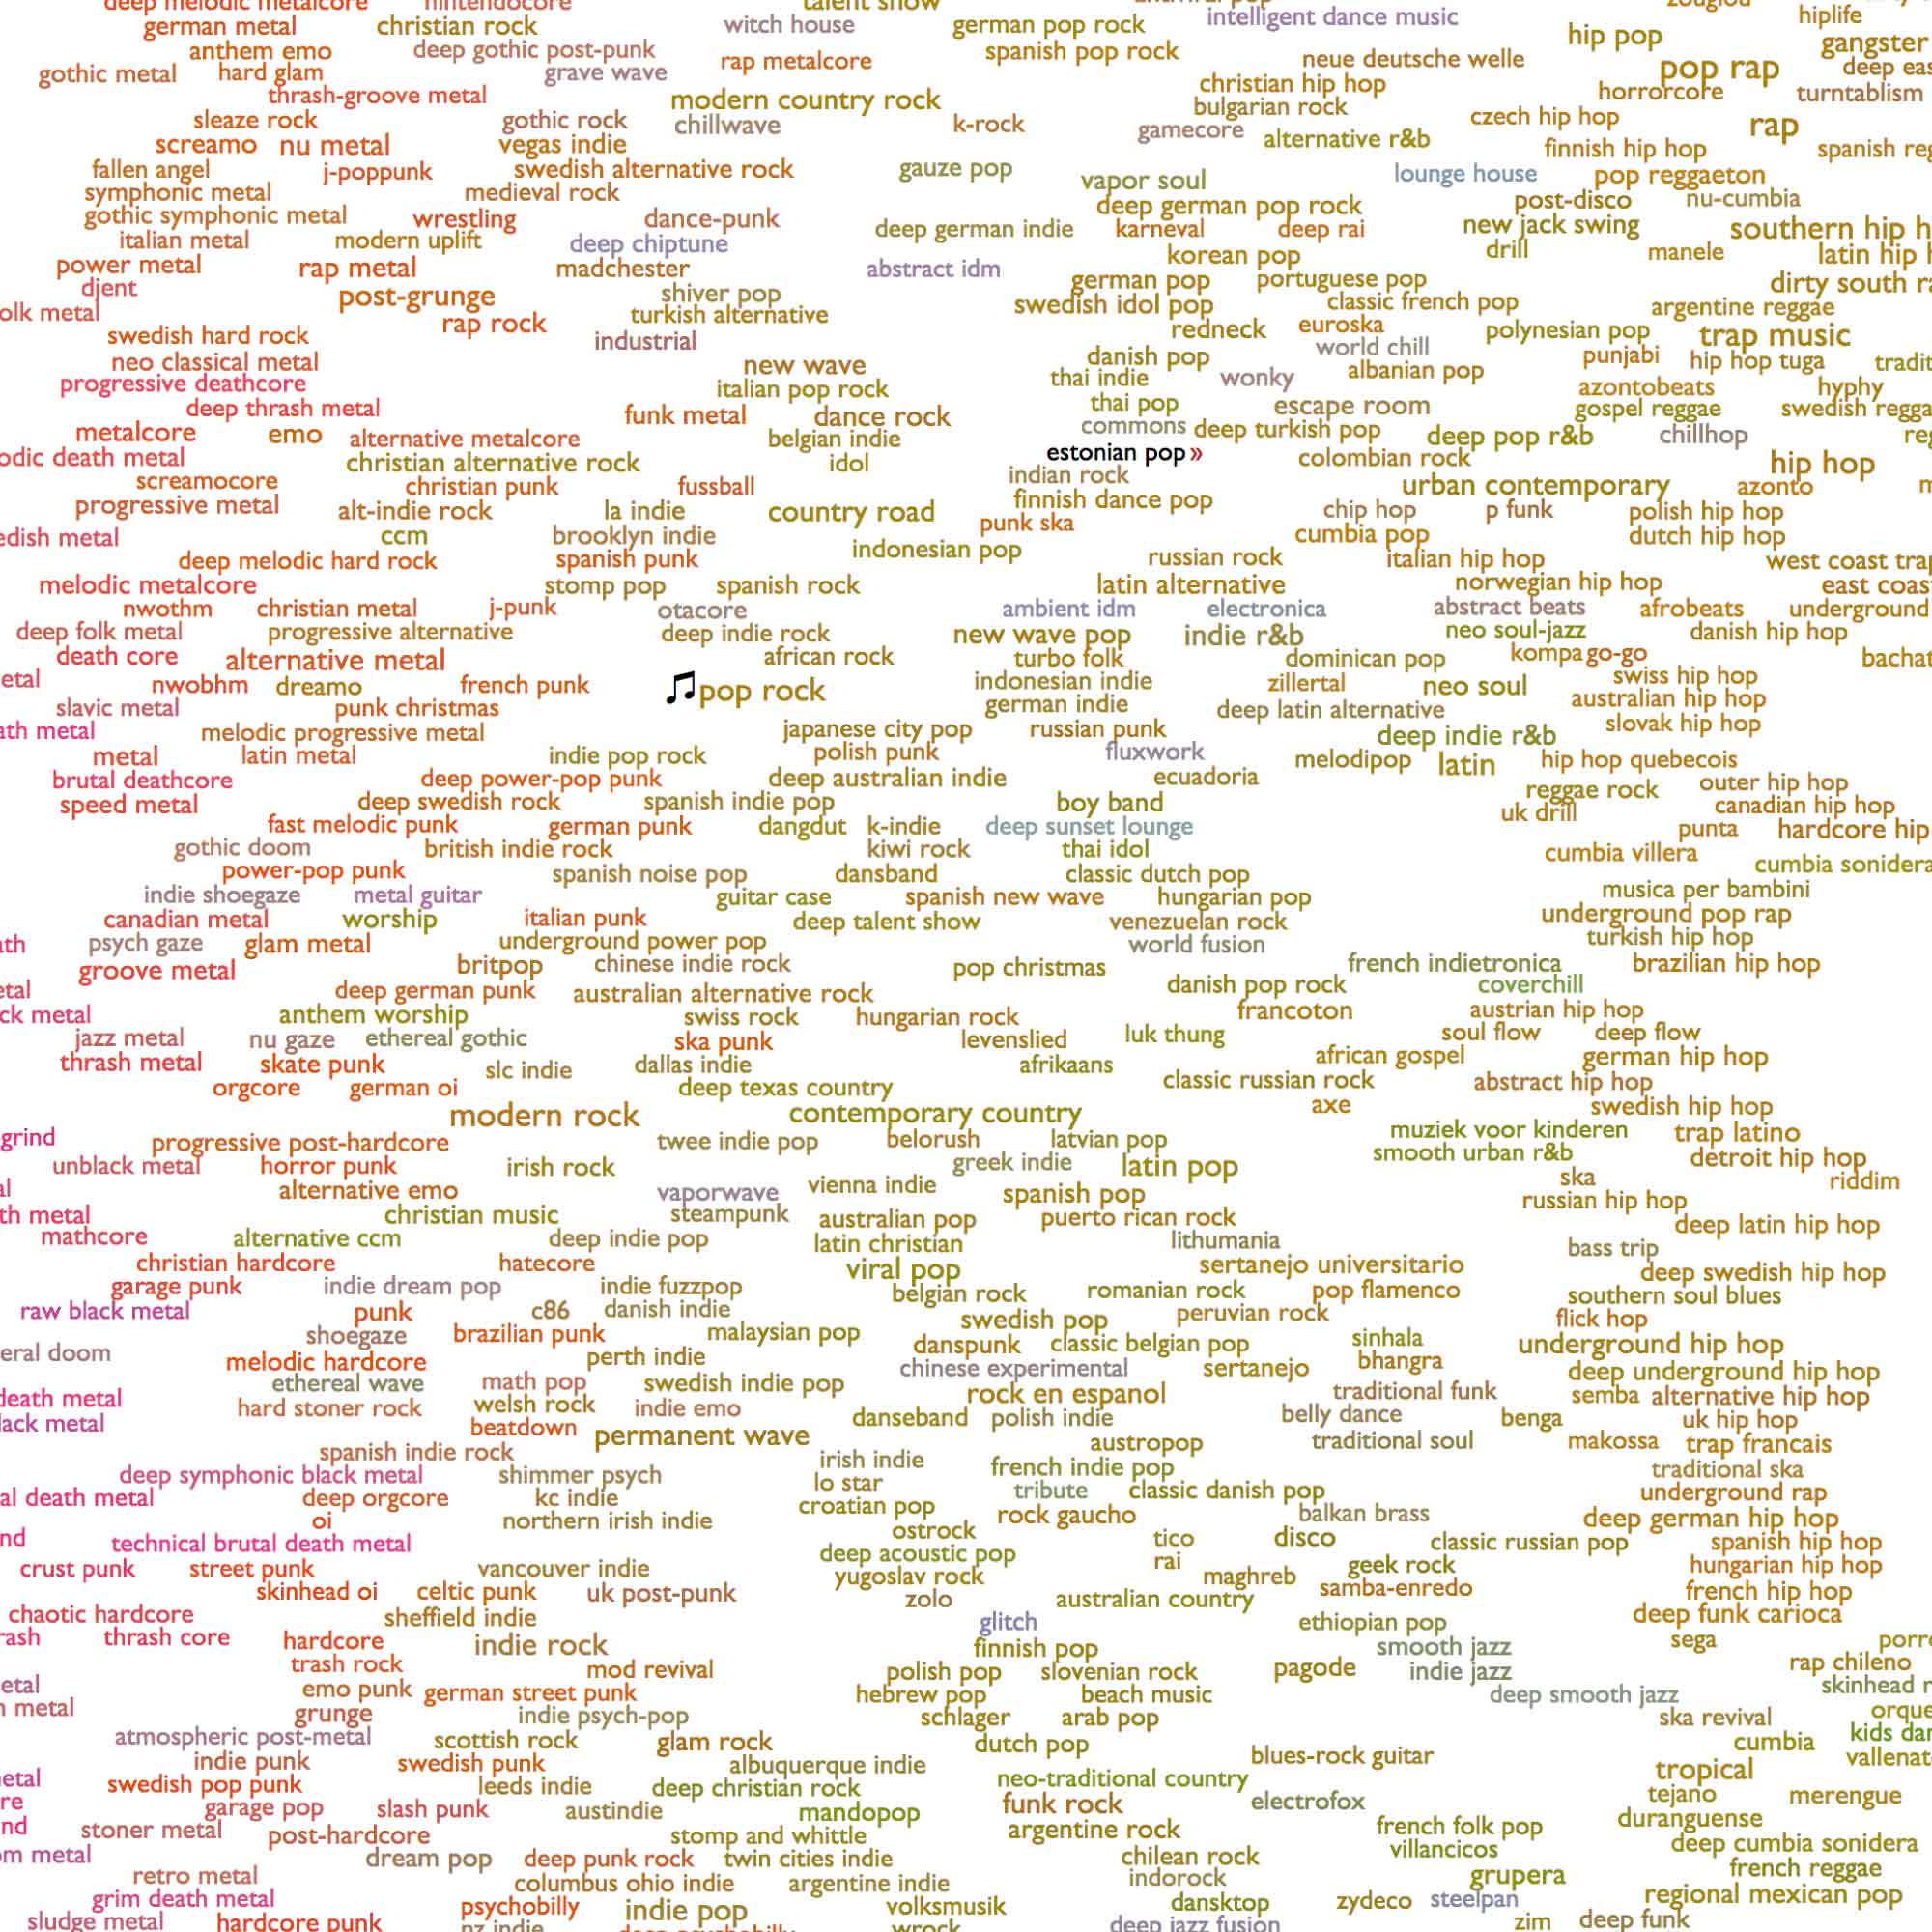 deep melodic metalcore nintendocore talent show
german metal christian rock witch house german pop rock intelligent dance music hiplife
anthem emo deep gothic post-punk rap metalcore spanish pop rock neue deutsche welle hip pop gangster
gothic metal hard glam grave wave christian hip hop pop rap deep eas
thrash-groove metal modern country rock bulgarian rock horrorcore turntablism
sleaze rock gothic rock chillwave k-rock gamecore alternative r&b czech hip hop rap
screamo nu metal vegas indie finnish hip hop spanish reg
fallen angel j-poppunk swedish alternative rock gauze pop vapor soul lounge house pop reggaeton
symphonic metal medieval rock deep german pop rock post-disco nu-cumbia
gothic symphonic metal wrestling dance-punk deep german indie karneval deep rai new jack swing southern hip h
italian metal modern uplift deep chiptune korean pop drill manele latin hip h
power metal rap metal madchester abstract idm german pop portuguese pop dirty south ra
djent post-grunge shiver pop swedish idol pop classic french pop argentine reggae
olk metal rap rock turkish alternative redneck euroska polynesian pop trap music
swedish hard rock industrial danish pop world chill punjabi hip hop tuga tradit
neo classical metal new wave thai indie wonky albanian pop azontobeats hyphy
progressive deathcore italian pop rock thai pop escape room gospel reggae swedish regga
deep thrash metal funk metal dance rock commons deep turkish pop deep pop r&b chillhop reg
metalcore emo alternative metalcore belgian indie estonian pop» colombian rock hip hop
odic death metal christian alternative rock idol indian rock urban contemporary azonto
screamocore christian punk fussball finnish dance pop chip hop p funk polish hip hop
progressive metal alt-indie rock la indie country road punk ska cumbia pop dutch hip hop
edish metal ccm brooklyn indie indonesian pop russian rock italian hip hop west coast trap
deep melodic hard rock spanish punk latin alternative norwegian hip hop east coas
melodic metalcore stomp pop spanish rock ambient idm electronica abstract beats afrobeats underground
nwothm christian metal j-punk otacore new wave pop indie r&b neo soul-jazz danish hip hop
deep folk metal progressive alternative deep indie rock turbo folk dominican pop kompa go-go bachat
death core alternative metal african rock indonesian indie zillertal neo soul swiss hip hop
etal nwobhm dreamo french punk pop rock german indie deep latin alternative australian hip hop
slavic metal punk christmas japanese city pop russian punk deep indie r&b slovak hip hop
ath metal melodic progressive metal polish punk fluxwork melodipop latin hip hop quebecois
metal latin metal indie pop rock deep australian indie ecuadoria reggae rock outer hip hop
brutal deathcore deep power-pop punk boy band uk drill canadian hip hop
speed metal deep swedish rock spanish indie pop deep sunset lounge punta hardcore hip
fast melodic punk german punk dangdut k-indie thai idol cumbia villera cumbia sonidera
gothic doom british indie rock kiwi rock classic dutch pop musica per bambini
power-pop punk spanish noise pop dansband hungarian pop underground pop rap
indie shoegaze metal guitar guitar case spanish new wave venezuelan rock turkish hip hop
canadian metal worship italian punk deep talent show world fusion french indietronica brazilian hip hop
ath psych gaze glam metal underground power pop pop christmas danish pop rock coverchill
groove metal britpop chinese indie rock francoton austrian hip hop
etal deep german punk australian alternative rock luk thung soul flow deep flow
ck metal anthem worship swiss rock hungarian rock african gospel german hip hop
jazz metal nu gaze ethereal gothic ska punk levenslied classic russian rock abstract hip hop
thrash metal skate punk slc indie dallas indie afrikaans axe swedish hip hop
orgcore german oi deep texas country muziek voor kinderen trap latino
modern rock contemporary country smooth urban r&b detroit hip hop
grind progressive post-hardcore vaporwave twee indie pop belorush latvian pop ska riddim
unblack metal horror punk irish rock greek indie latin pop russian hip hop
al alternative emo steampunk vienna indie spanish pop deep latin hip hop
th metal christian music australian pop puerto rican rock bass trip
mathcore alternative ccm deep indie pop latin christian lithumania deep swedish hip hop
christian hardcore hatecore viral pop sertanejo universitario southern soul blues
garage punk indie dream pop indie fuzzpop belgian rock romanian rock pop flamenco flick hop
raw black metal punk c86 danish indie swedish pop peruvian rock underground hip hop
shoegaze brazilian punk malaysian pop danspunk classic belgian pop sinhala deep underground hip hop
eral doom melodic hardcore perth indie chinese experimental sertanejo bhangra semba alternative hip hop
ethereal wave math pop swedish indie pop rock en espanol traditional funk uk hip hop
death metal hard stoner rock welsh rock indie emo danseband polish indie belly dance benga
lack metal beatdown permanent wave austropop traditional soul makossa trap francais
spanish indie rock irish indie french indie pop traditional ska
deep symphonic black metal shimmer psych lo star tribute classic danish pop underground rap
al death metal deep orgcore kc indie croatian pop rock gaucho balkan brass deep german hip hop
oi northern irish indie ostrock tico disco classic russian pop spanish hip hop
nd technical brutal death metal deep acoustic pop rai geek rock hungarian hip hop
crust punk street punk vancouver indie yugoslav rock maghreb samba-enredo french hip hop
skinhead oi celtic punk uk post-punk zolo australian country deep funk carioca
chaotic hardcore sheffield indie glitch ethiopian pop sega porro
rash thrash core hardcore indie rock finnish pop smooth jazz rap chileno
trash rock mod revival polish pop slovenian rock pagode indie jazz skinhead r
etal emo punk german street punk hebrew pop beach music deep smooth jazz orque
n metal grunge indie psych-pop schlager arab pop ska revival kids dan
atmospheric post-metal scottish rock glam rock dutch pop blues-rock guitar cumbia vallenat
indie punk swedish punk albuquerque indie neo-traditional country tropical
etal swedish pop punk leeds indie deep christian rock funk rock electrofox tejano merengue
re garage pop slash punk austindie mandopop argentine rock french folk pop duranguense
nd stoner metal post-hardcore stomp and whittle chilean rock villancicos deep cumbia sonidera
om metal dream pop deep punk rock twin cities indie indorock grupera french reggae
retro metal columbus ohio indie argentine indie dansktop zydeco steelpan regional mexican pop
grim death metal psychobilly indie pop volksmusik zim deep funk
sludge metal hardcore punk nz indie deep psychobilly wrock deep jazz fusion